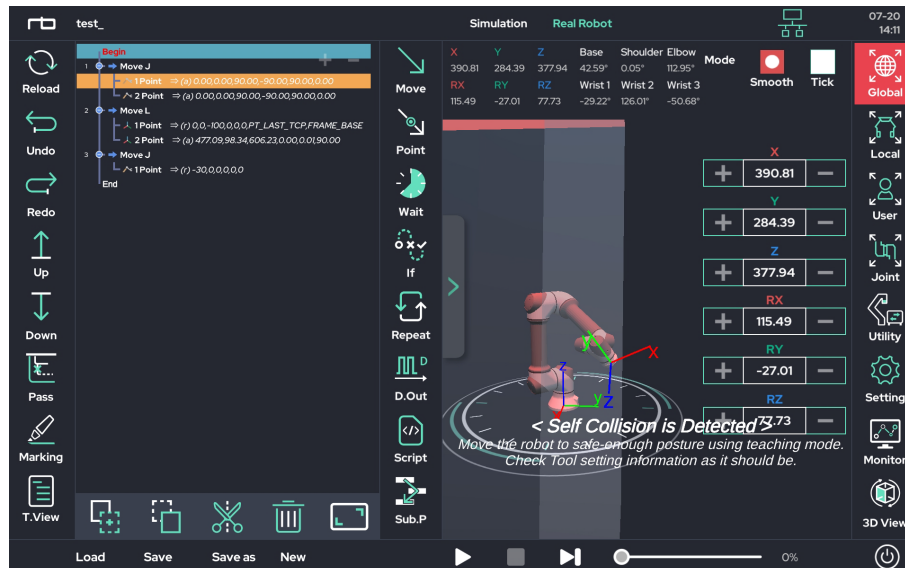 test_
Simulation Real Robot
07-20
14:11
Reload
Undo
Redo
Up
Down
Pass
Marking
T.View
Begin
1 Move J
1 Point ⇒ (a) 0.00,0.00,90.00,-90.00,90.00,0.00
2 Point ⇒ (a) 0.00,0.00,90.00,-90.00,90.00,0.00
2 Move L
1 Point ⇒ (r) 0,0,-100,0,0,0,PT_LAST_TCP,FRAME_BASE
2 Point ⇒ (a) 477.09,98.34,606.23,0.00,0.01,90.00
3 Move J
1 Point ⇒ (r) -30,0,0,0,0,0
End
Move
Point
Wait
If
Repeat
D
D.Out
Script
Sub.P
X Y Z Base Shoulder Elbow
390.81 284.39 377.94 42.59° 0.05° 112.95°
RX RY RZ Wrist 1 Wrist 2 Wrist 3
115.49 -27.01 77.73 -29.22° 126.01° -50.68°
Mode
Smooth Tick
X
+ 390.81 −
Y
+ 284.39 −
Z
+ 377.94 −
RX
+ 115.49 −
RY
+ -27.01 −
RZ
+ 77.73 −
z
y
x
y
z
< Self Collision is Detected >
Move the robot to safe-enough posture using teaching mode.
Check Tool setting information as it should be.
Global
Local
User
Joint
Utility
Setting
Monitor
3D View
Load Save Save as New
0%